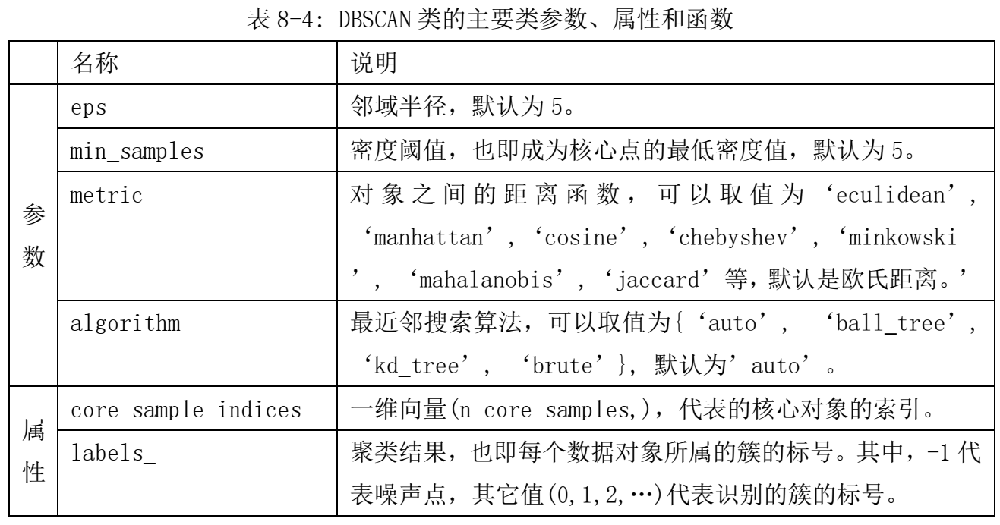 表 8-4: DBSCAN 类的主要类参数、属性和函数
名称 说明
参数
eps 邻域半径，默认为 5。
min_samples 密度阈值，也即成为核心点的最低密度值，默认为 5。
metric 对象之间的距离函数，可以取值为‘eculidean’,
‘manhattan’, ‘cosine’, ‘chebyshev’, ‘minkowski
’, ‘mahalanobis’, ‘jaccard’等,默认是欧氏距离。’
algorithm 最近邻搜索算法，可以取值为{‘auto’, ‘ball_tree’,
‘kd_tree’, ‘brute’}, 默认为’auto’。
属性
core_sample_indices_ 一维向量(n_core_samples,)，代表的核心对象的索引。
labels_ 聚类结果，也即每个数据对象所属的簇的标号。其中，-1 代
表噪声点，其它值(0,1,2,…)代表识别的簇的标号。